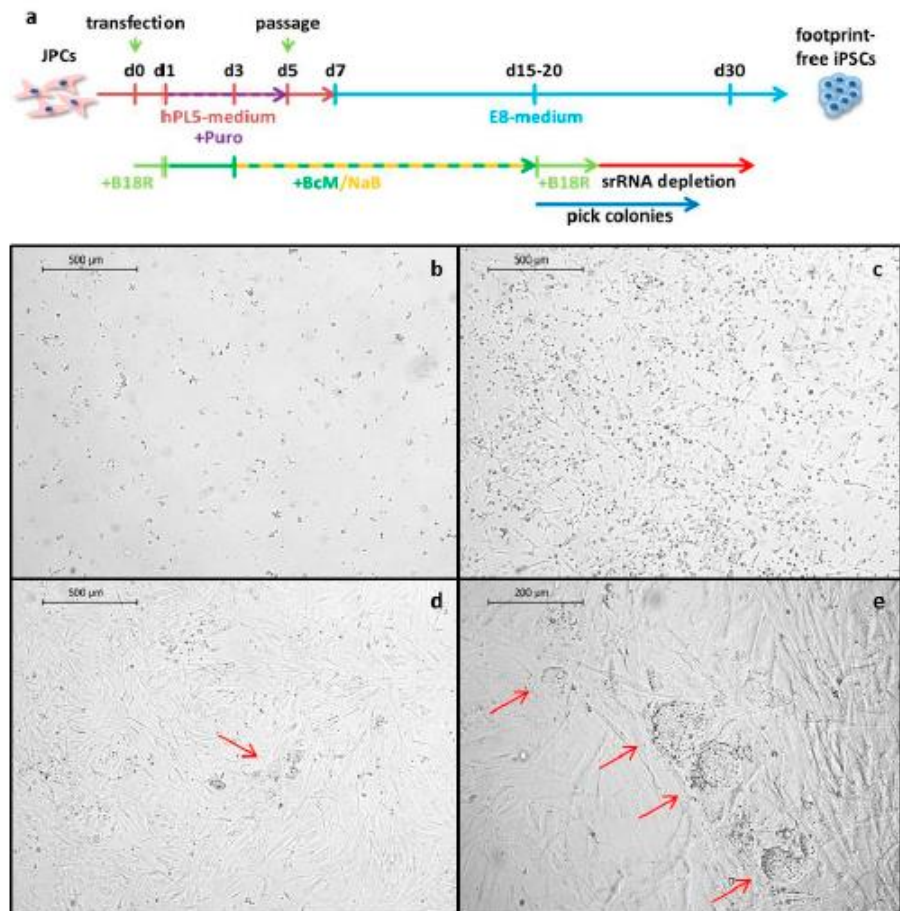 a
transfection
passage
footprint-
free iPSCs
JPCs
d0 d1 d3 d5 d7 d15-20 d30
hPL5-medium
E8-medium
+Puro
+B18R
+BcM/NaB
+B18R
srRNA depletion
pick colonies
500 µm
b
500 µm
c
500 µm
d
200 µm
e